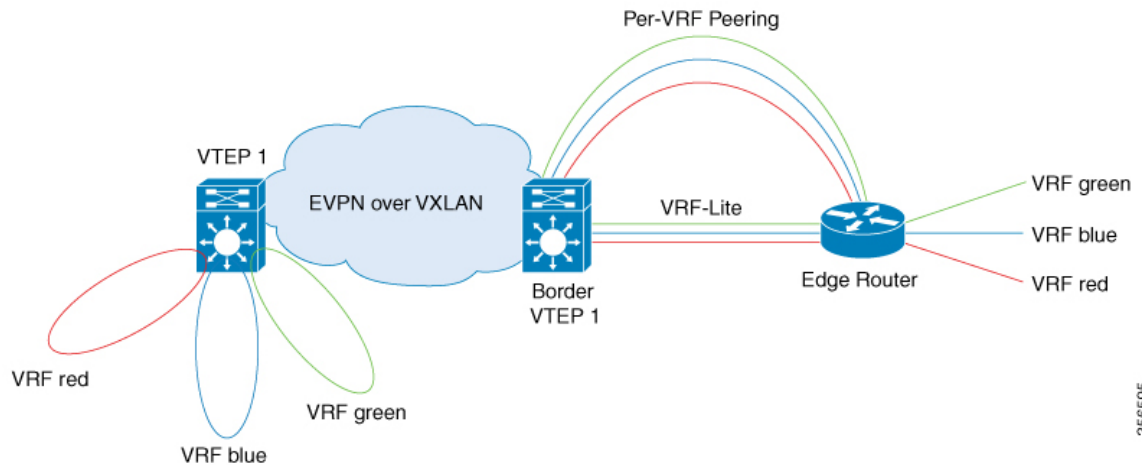 Per-VRF Peering
VTEP 1
EVPN over VXLAN
VRF-Lite
VRF green
VRF blue
VRF red
Edge Router
Border
VTEP 1
VRF red
VRF green
VRF blue